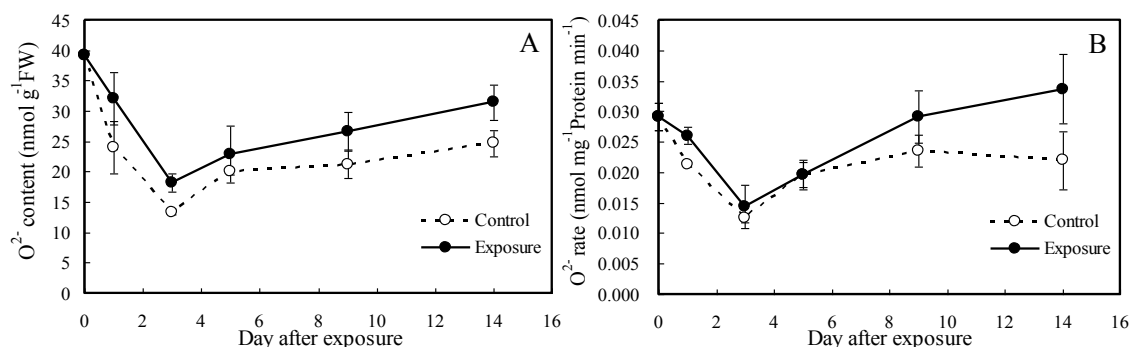 A
O²⁻ content (nmol g⁻¹FW)
45
40
35
30
25
20
15
10
5
0
Control
Exposure
0 2 4 6 8 10 12 14 16
Day after exposure
B
O²⁻ rate (nmol mg⁻¹Protein min⁻¹)
0.045
0.040
0.035
0.030
0.025
0.020
0.015
0.010
0.005
0.000
Control
Exposure
0 2 4 6 8 10 12 14 16
Day after exposure